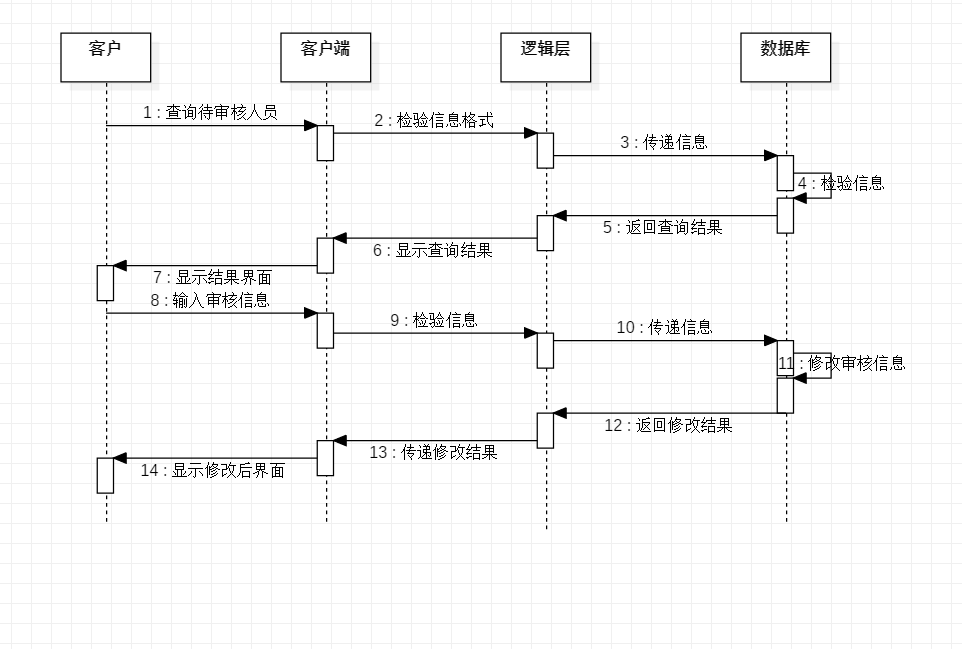 客户
客户端
逻辑层
数据库
1 : 查询待审核人员
2 : 检验信息格式
3 : 传递信息
4 : 检验信息
5 : 返回查询结果
6 : 显示查询结果
7 : 显示结果界面
8 : 输入审核信息
9 : 检验信息
10 : 传递信息
11 : 修改审核信息
12 : 返回修改结果
13 : 传递修改结果
14 : 显示修改后界面